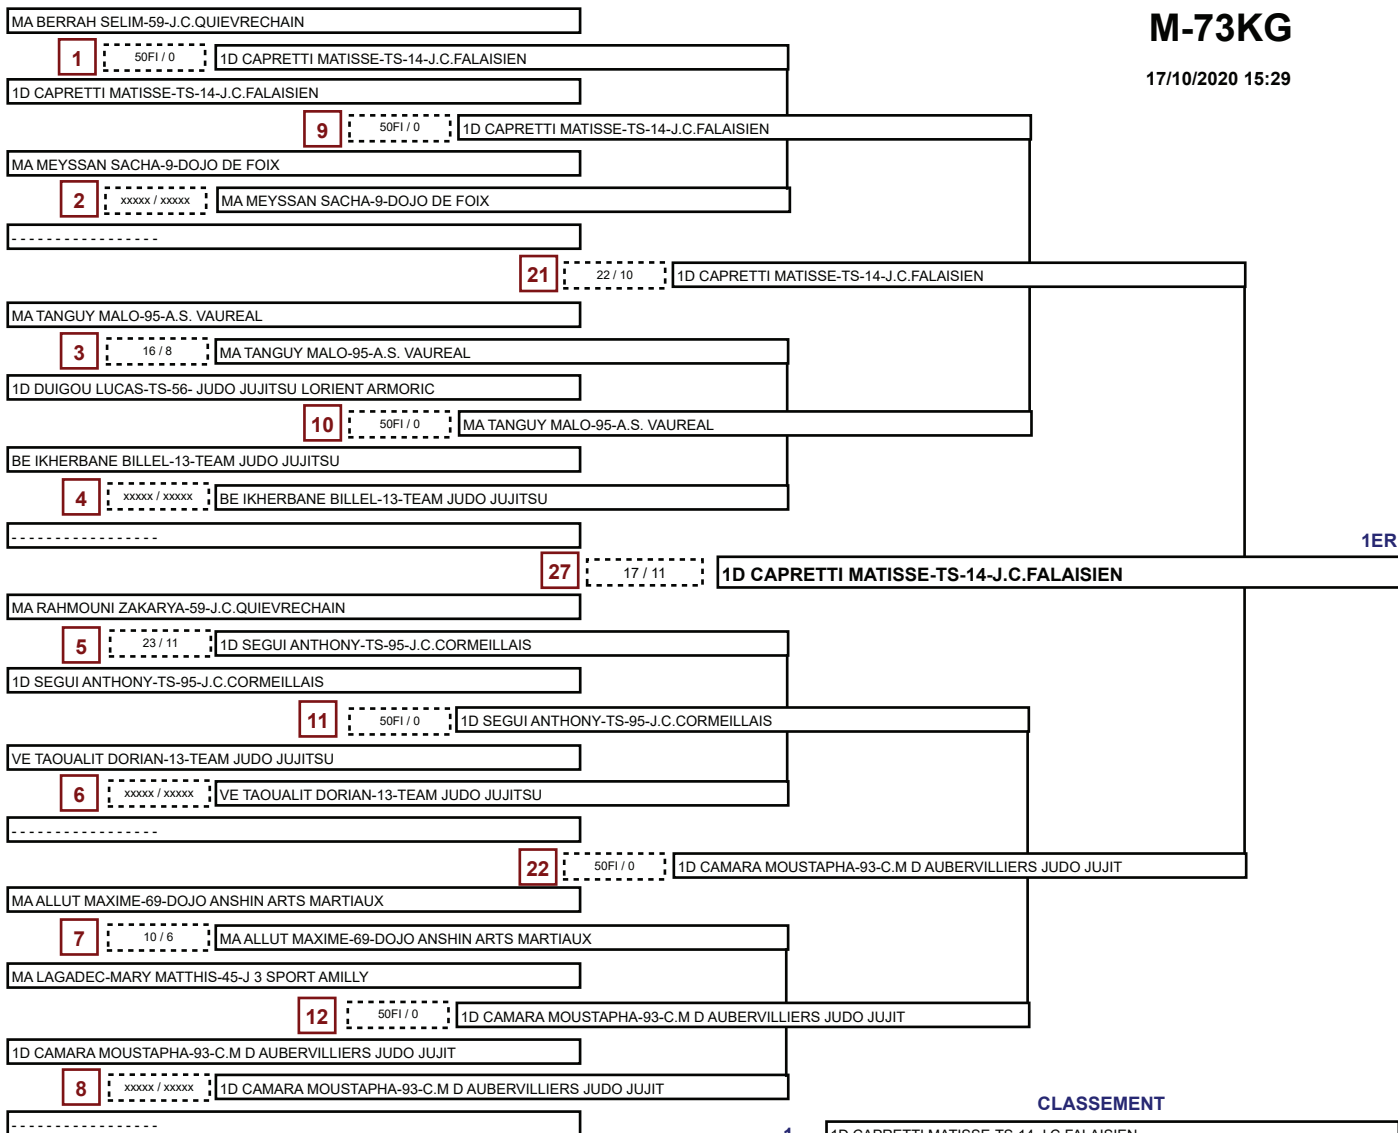 MA BERRAH SELIM-59-J.C.QUIEVRECHAIN
M-73KG
1 50FI / 0 1D CAPRETTI MATISSE-TS-14-J.C.FALAISIEN
17/10/2020 15:29
1D CAPRETTI MATISSE-TS-14-J.C.FALAISIEN
9 50FI / 0 1D CAPRETTI MATISSE-TS-14-J.C.FALAISIEN
MA MEYSSAN SACHA-9-DOJO DE FOIX
2 xxxxx / xxxxx MA MEYSSAN SACHA-9-DOJO DE FOIX
- - - - - - - - - - - - - - - - -
21 22 / 10 1D CAPRETTI MATISSE-TS-14-J.C.FALAISIEN
MA TANGUY MALO-95-A.S. VAUREAL
3 16 / 8 MA TANGUY MALO-95-A.S. VAUREAL
1D DUIGOU LUCAS-TS-56- JUDO JUJITSU LORIENT ARMORIC
10 50FI / 0 MA TANGUY MALO-95-A.S. VAUREAL
BE IKHERBANE BILLEL-13-TEAM JUDO JUJITSU
4 xxxxx / xxxxx BE IKHERBANE BILLEL-13-TEAM JUDO JUJITSU
- - - - - - - - - - - - - - - - -
1ER
27 17 / 11 1D CAPRETTI MATISSE-TS-14-J.C.FALAISIEN
MA RAHMOUNI ZAKARYA-59-J.C.QUIEVRECHAIN
5 23 / 11 1D SEGUI ANTHONY-TS-95-J.C.CORMEILLAIS
1D SEGUI ANTHONY-TS-95-J.C.CORMEILLAIS
11 50FI / 0 1D SEGUI ANTHONY-TS-95-J.C.CORMEILLAIS
VE TAOUALIT DORIAN-13-TEAM JUDO JUJITSU
6 xxxxx / xxxxx VE TAOUALIT DORIAN-13-TEAM JUDO JUJITSU
- - - - - - - - - - - - - - - - -
22 50FI / 0 1D CAMARA MOUSTAPHA-93-C.M D AUBERVILLIERS JUDO JUJIT
MA ALLUT MAXIME-69-DOJO ANSHIN ARTS MARTIAUX
7 10 / 6 MA ALLUT MAXIME-69-DOJO ANSHIN ARTS MARTIAUX
MA LAGADEC-MARY MATTHIS-45-J 3 SPORT AMILLY
12 50FI / 0 1D CAMARA MOUSTAPHA-93-C.M D AUBERVILLIERS JUDO JUJIT
1D CAMARA MOUSTAPHA-93-C.M D AUBERVILLIERS JUDO JUJIT
8 xxxxx / xxxxx 1D CAMARA MOUSTAPHA-93-C.M D AUBERVILLIERS JUDO JUJIT
CLASSEMENT
- - - - - - - - - - - - - - - - -
1 1D CAPRETTI MATISSE-TS-14-J.C.FALAISIEN